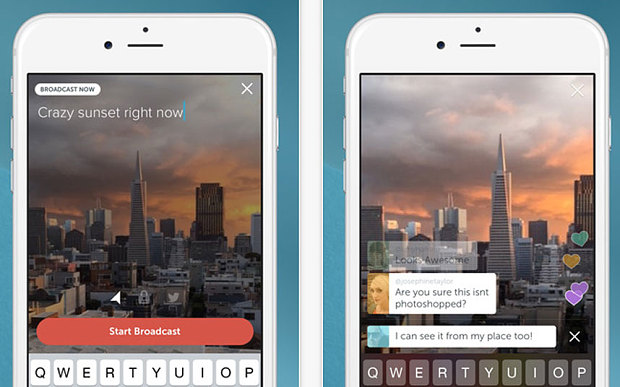 BROADCAST NOW
Crazy sunset right now
Start Broadcast
Q W E R T Y U I O P
Looks Awesome
@josephinetaylor
Are you sure this isnt
photoshopped?
I can see it from my place too!
Q W E R T Y U I O P